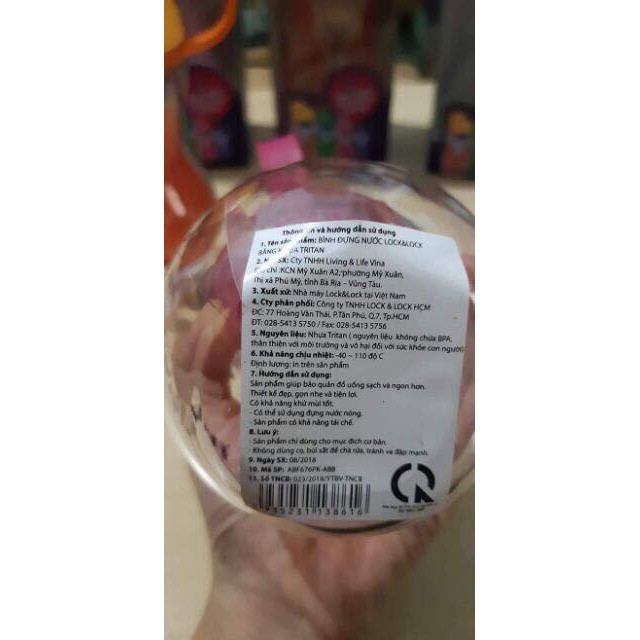 Thông tin và hướng dẫn sử dụng
1. Tên sản phẩm: BÌNH ĐỰNG NƯỚC LOCK&LOCK
BẰNG NHỰA TRITAN
2. Nhà SX: Cty TNHH Living & Life Vina
Địa chỉ: KCN Mỹ Xuân A2, phường Mỹ Xuân,
Thị xã Phú Mỹ, tỉnh Bà Rịa – Vũng Tàu.
3. Xuất xứ: Nhà máy Lock&Lock tại Việt Nam
4. Cty phân phối: Công ty TNHH LOCK & LOCK HCM
ĐC: 77 Hoàng Văn Thái, P.Tân Phú, Q.7, Tp.HCM
ĐT: 028-5413 5750 / Fax: 028-5413 5756
5. Nguyên liệu: Nhựa Tritan ( nguyên liệu không chứa BPA,
thân thiện với môi trường và vô hại đối với sức khỏe con người)
6. Khả năng chịu nhiệt: -40 ~ 110 độ C
Định lượng: in trên sản phẩm
7. Hướng dẫn sử dụng:
Sản phẩm giúp bảo quản đồ uống sạch và ngon hơn.
Thiết kế đẹp, gọn nhẹ và tiện lợi.
Có khả năng khử mùi tốt.
- Có thể sử dụng đựng nước nóng.
- Sản phẩm có khả năng tái chế.
8. Lưu ý:
- Sản phẩm chỉ dùng cho mục đích cơ bản.
- Không dùng cọ, bùi sắt để chà rửa, tránh va đập mạnh.
9. Ngày SX: 08/2018
10. Mã SP: ABF676PK-ABB
11. Số TNCB: 023/2018/YTBV-TNCB